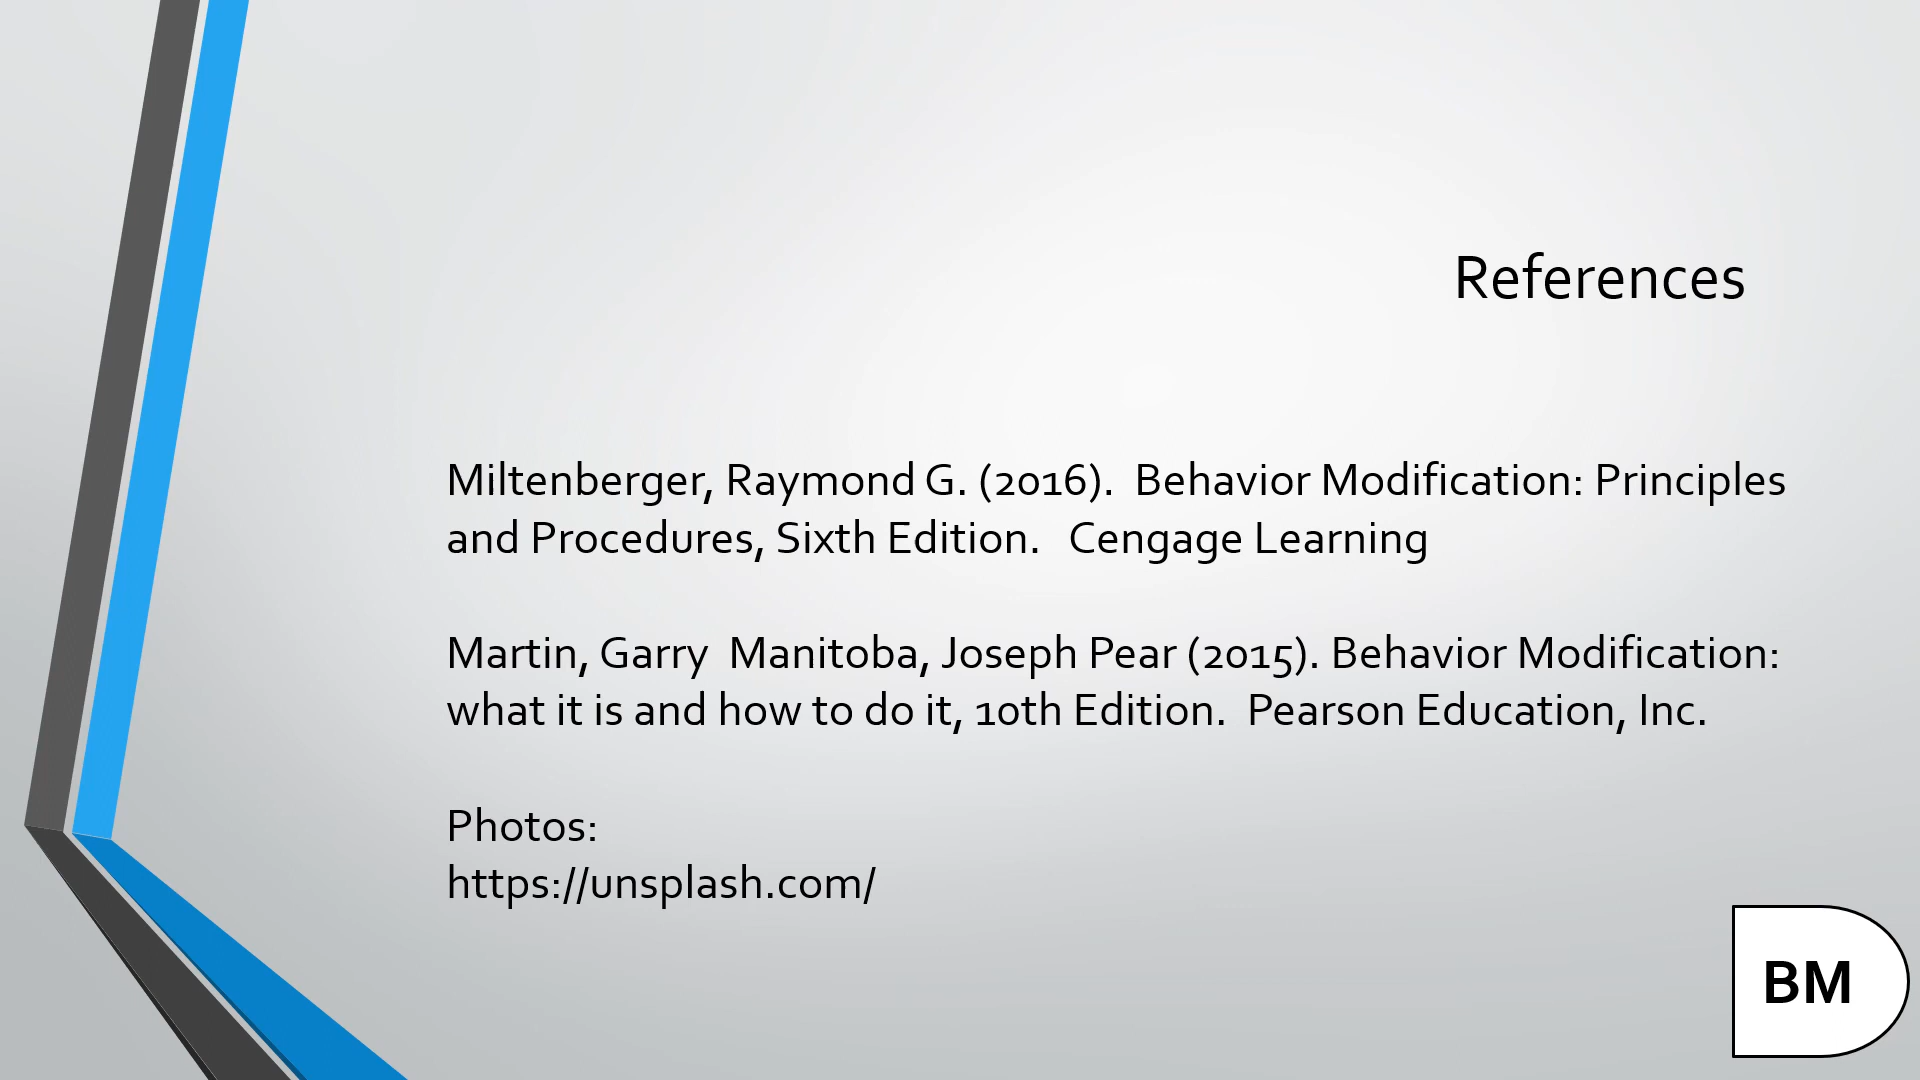 References
Miltenberger, Raymond G. (2016).  Behavior Modification: Principles
and Procedures, Sixth Edition.   Cengage Learning
Martin, Garry  Manitoba, Joseph Pear (2015). Behavior Modification:
what it is and how to do it, 10th Edition.  Pearson Education, Inc.
Photos:
https://unsplash.com/
BM